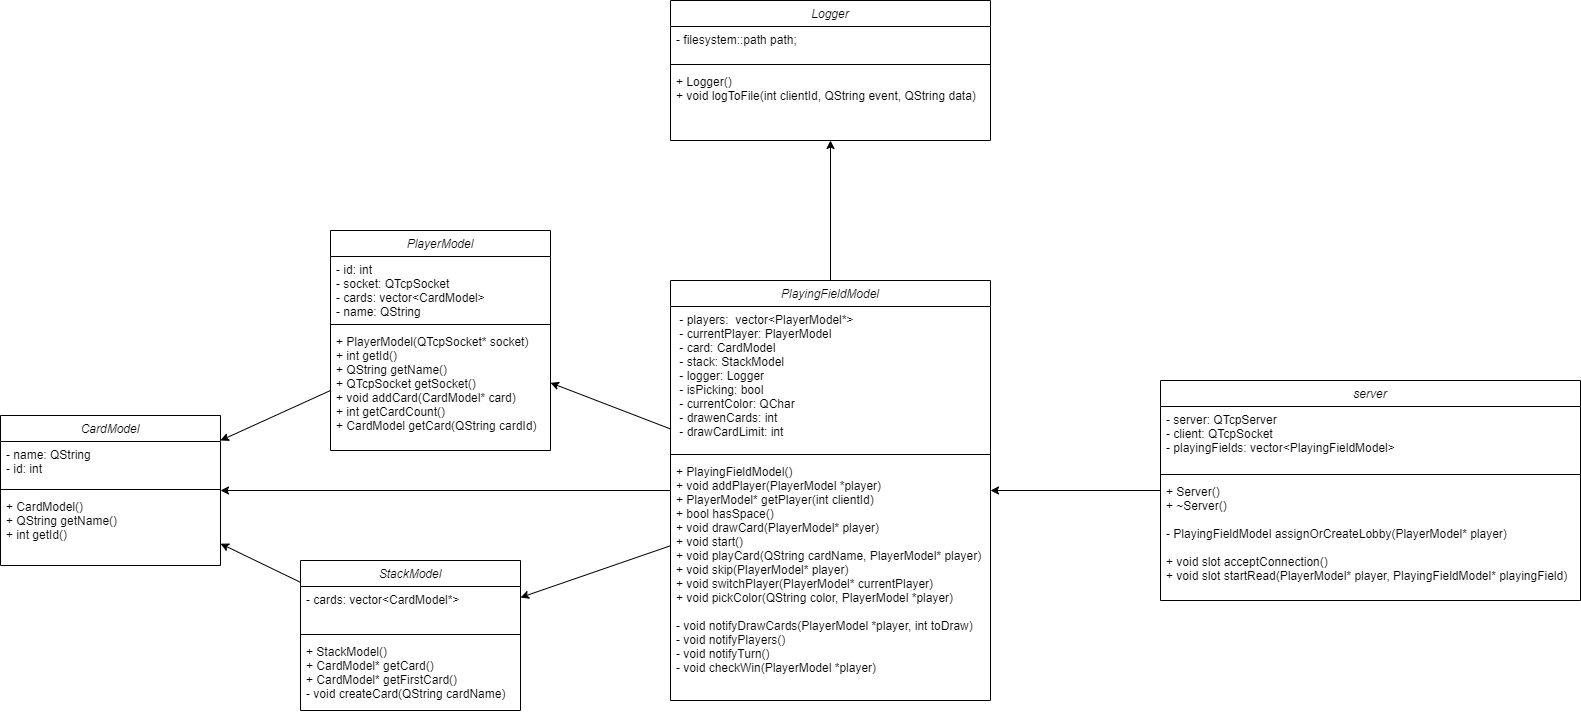 Logger
- filesystem::path path;
+ Logger()
+ void logToFile(int clientId, QString event, QString data)
PlayerModel
- id: int
- socket: QTcpSocket
- cards: vector<CardModel>
- name: QString
+ PlayerModel(QTcpSocket* socket)
+ int getId()
+ QString getName()
+ QTcpSocket getSocket()
+ void addCard(CardModel* card)
+ int getCardCount()
+ CardModel getCard(QString cardId)
PlayingFieldModel
- players:  vector<PlayerModel*>
- currentPlayer: PlayerModel
- card: CardModel
- stack: StackModel
- logger: Logger
- isPicking: bool
- currentColor: QChar
- drawenCards: int
- drawCardLimit: int
+ PlayingFieldModel()
+ void addPlayer(PlayerModel *player)
+ PlayerModel* getPlayer(int clientId)
+ bool hasSpace()
+ void drawCard(PlayerModel* player)
+ void start()
+ void playCard(QString cardName, PlayerModel* player)
+ void skip(PlayerModel* player)
+ void switchPlayer(PlayerModel* currentPlayer)
+ void pickColor(QString color, PlayerModel *player)
- void notifyDrawCards(PlayerModel *player, int toDraw)
- void notifyPlayers()
- void notifyTurn()
- void checkWin(PlayerModel *player)
server
- server: QTcpServer
- client: QTcpSocket
- playingFields: vector<PlayingFieldModel>
+ Server()
+ ~Server()
- PlayingFieldModel assignOrCreateLobby(PlayerModel* player)
+ void slot acceptConnection()
+ void slot startRead(PlayerModel* player, PlayingFieldModel* playingField)
CardModel
- name: QString
- id: int
+ CardModel()
+ QString getName()
+ int getId()
StackModel
- cards: vector<CardModel*>
+ StackModel()
+ CardModel* getCard()
+ CardModel* getFirstCard()
- void createCard(QString cardName)